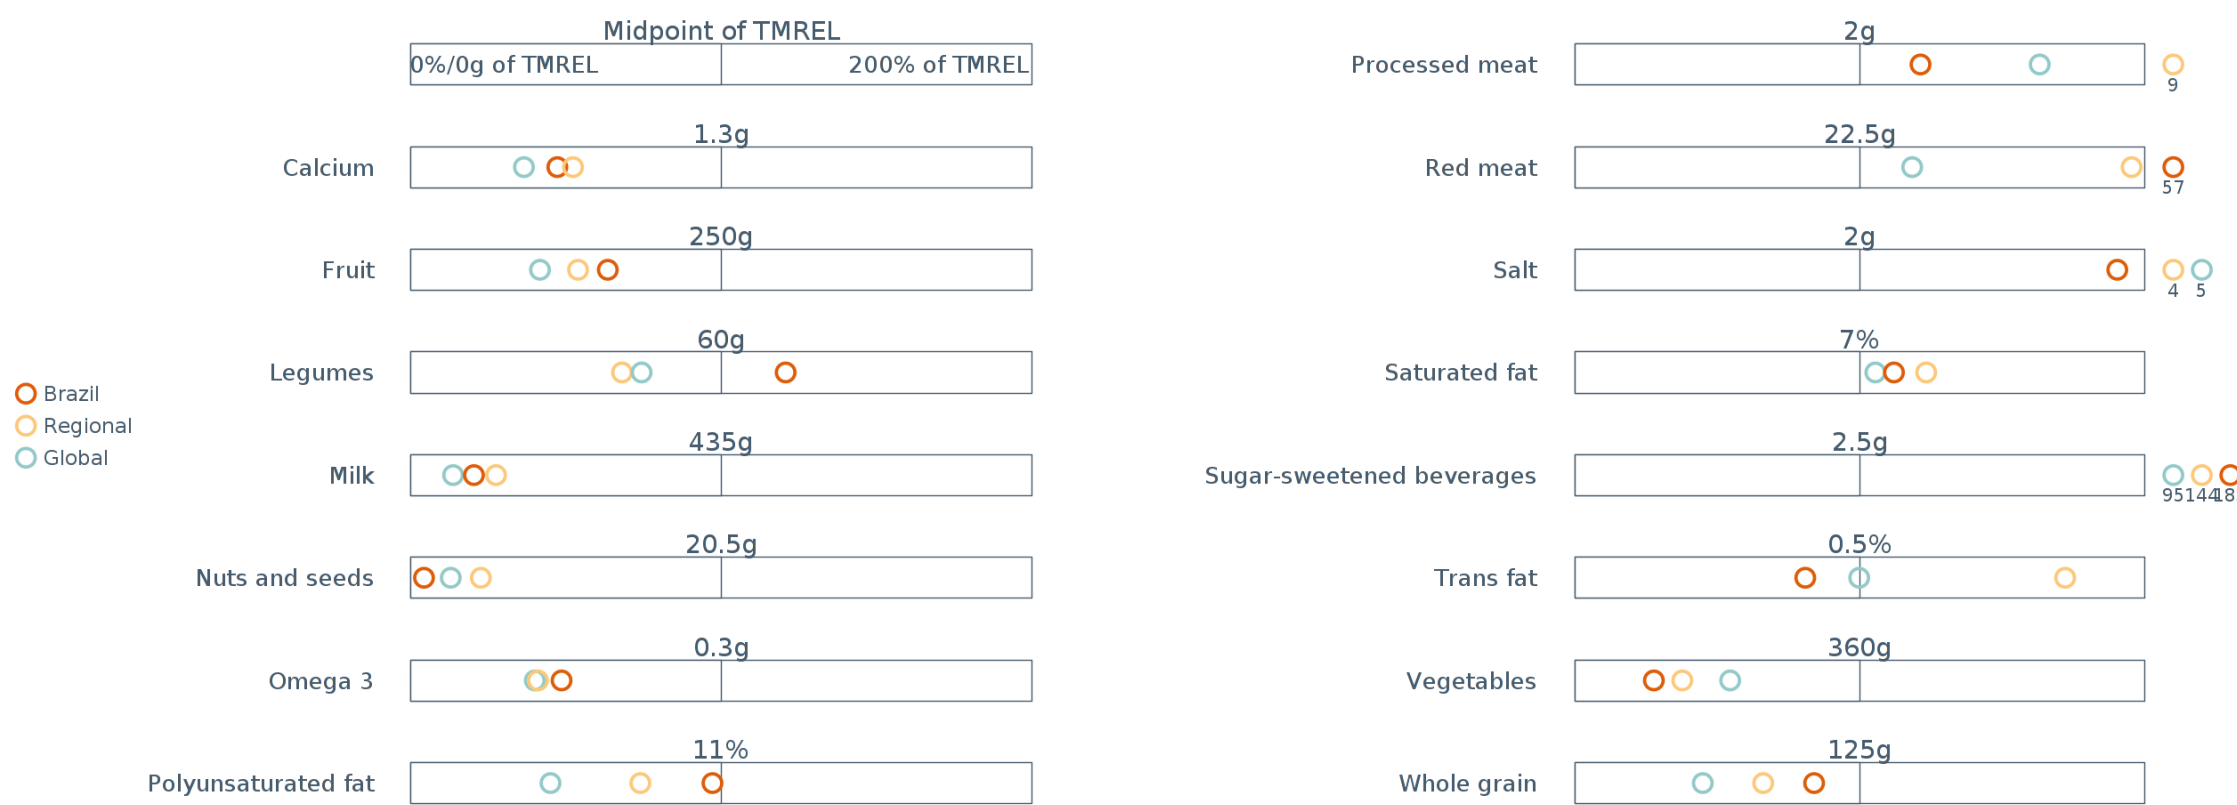 Midpoint of TMREL
0%/0g of TMREL 200% of TMREL
1.3g
Calcium
250g
Fruit
60g
Legumes
435g
Milk
20.5g
Nuts and seeds
0.3g
Omega 3
11%
Polyunsaturated fat
Brazil
Regional
Global
2g
Processed meat
9
22.5g
Red meat
57
2g
Salt
4 5
7%
Saturated fat
2.5g
Sugar-sweetened beverages
95 144
0.5%
Trans fat
360g
Vegetables
125g
Whole grain